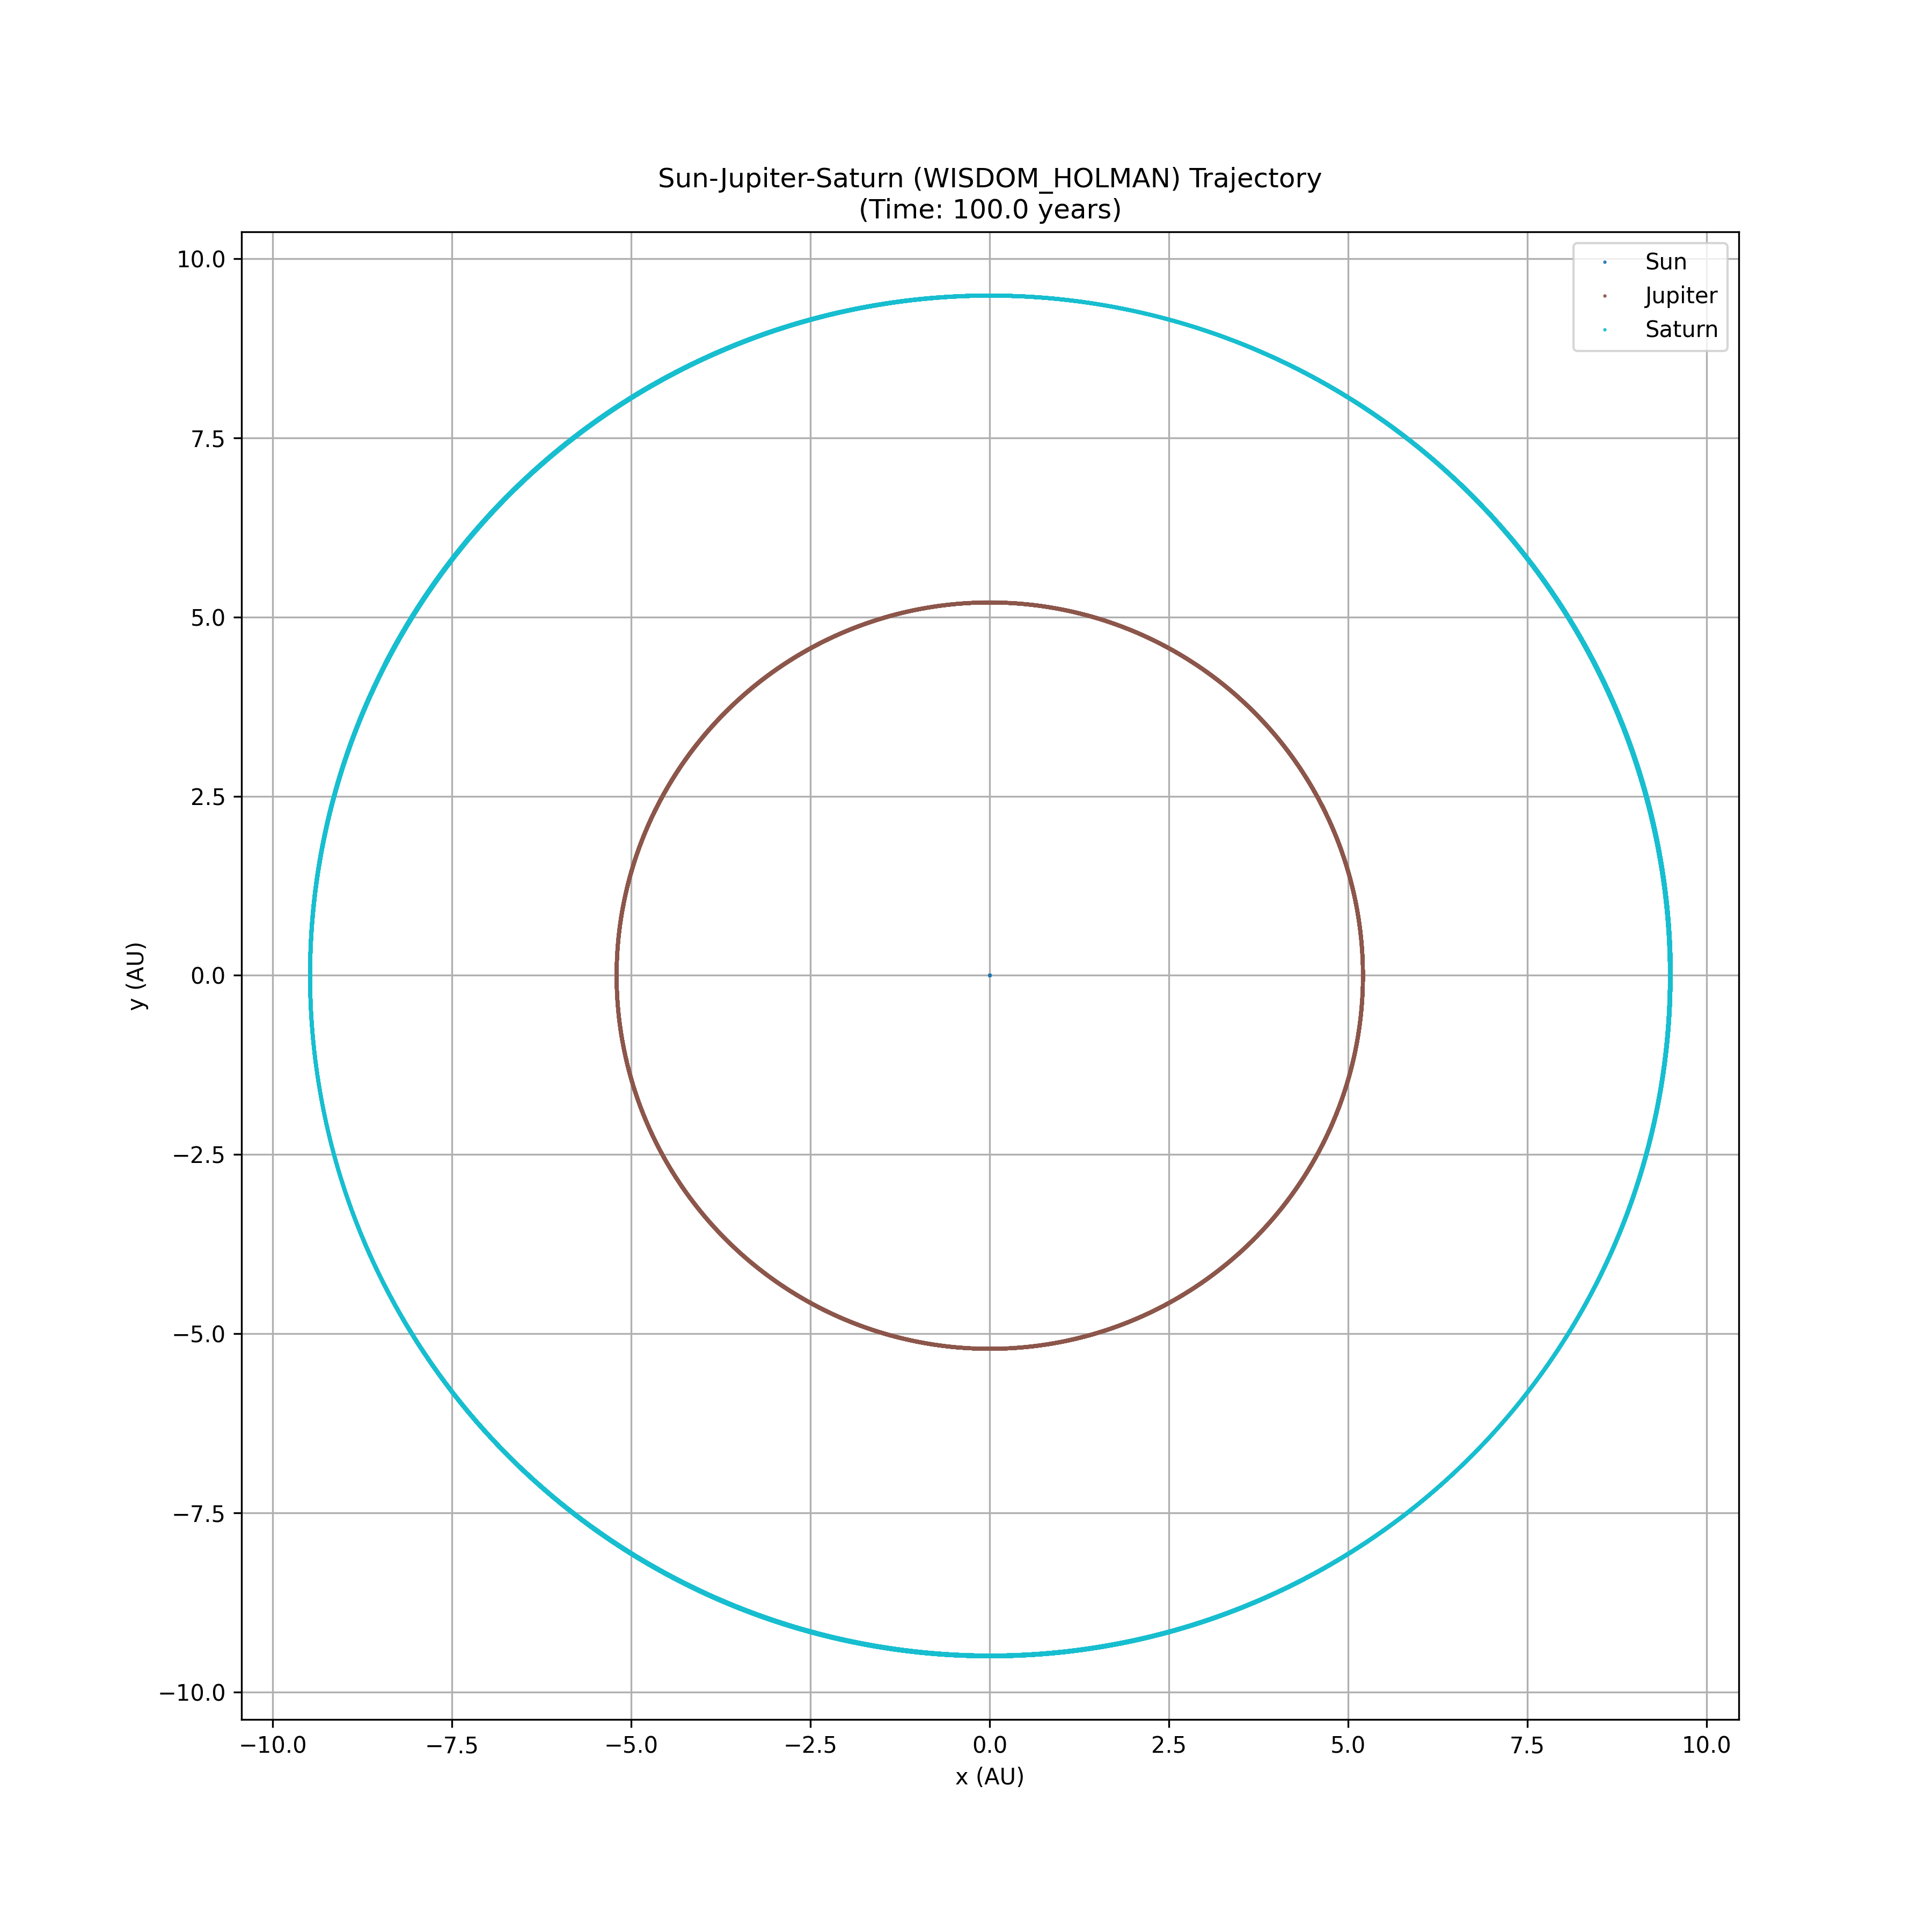 Sun-Jupiter-Saturn (WISDOM_HOLMAN) Trajectory
(Time: 100.0 years)
Sun
Jupiter
Saturn
10.0
7.5
5.0
2.5
0.0
−2.5
−5.0
−7.5
−10.0
y (AU)
−10.0 −7.5 −5.0 −2.5 0.0 2.5 5.0 7.5 10.0
x (AU)